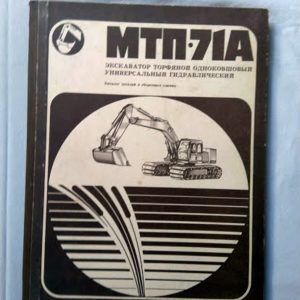 МТП-71А
ЭКСКАВАТОР ТОРФЯНОЙ ОДНОКОВШОВЫЙ
УНИВЕРСАЛЬНЫЙ ГИДРАВЛИЧЕСКИЙ
Каталог деталей и сборочных единиц